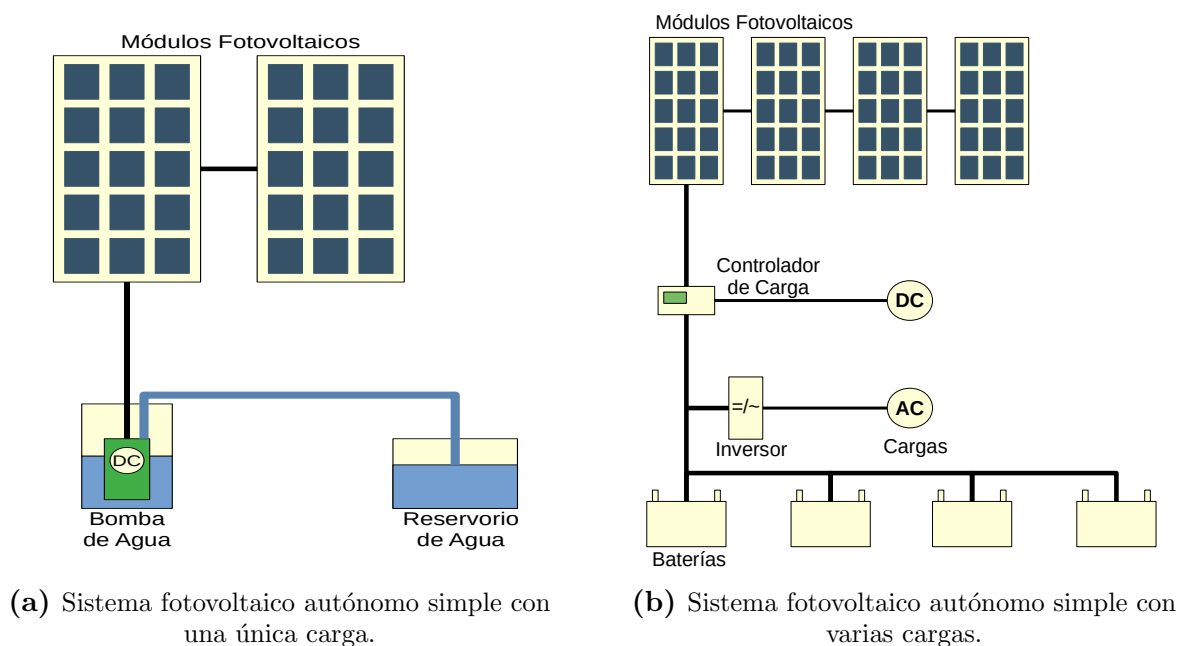 Módulos Fotovoltaicos
DC
Bomba
de Agua
Reservorio
de Agua
(a) Sistema fotovoltaico autónomo simple con
una única carga.
Módulos Fotovoltaicos
Controlador
de Carga
DC
=/~
Inversor
AC
Cargas
Baterías
(b) Sistema fotovoltaico autónomo simple con
varias cargas.